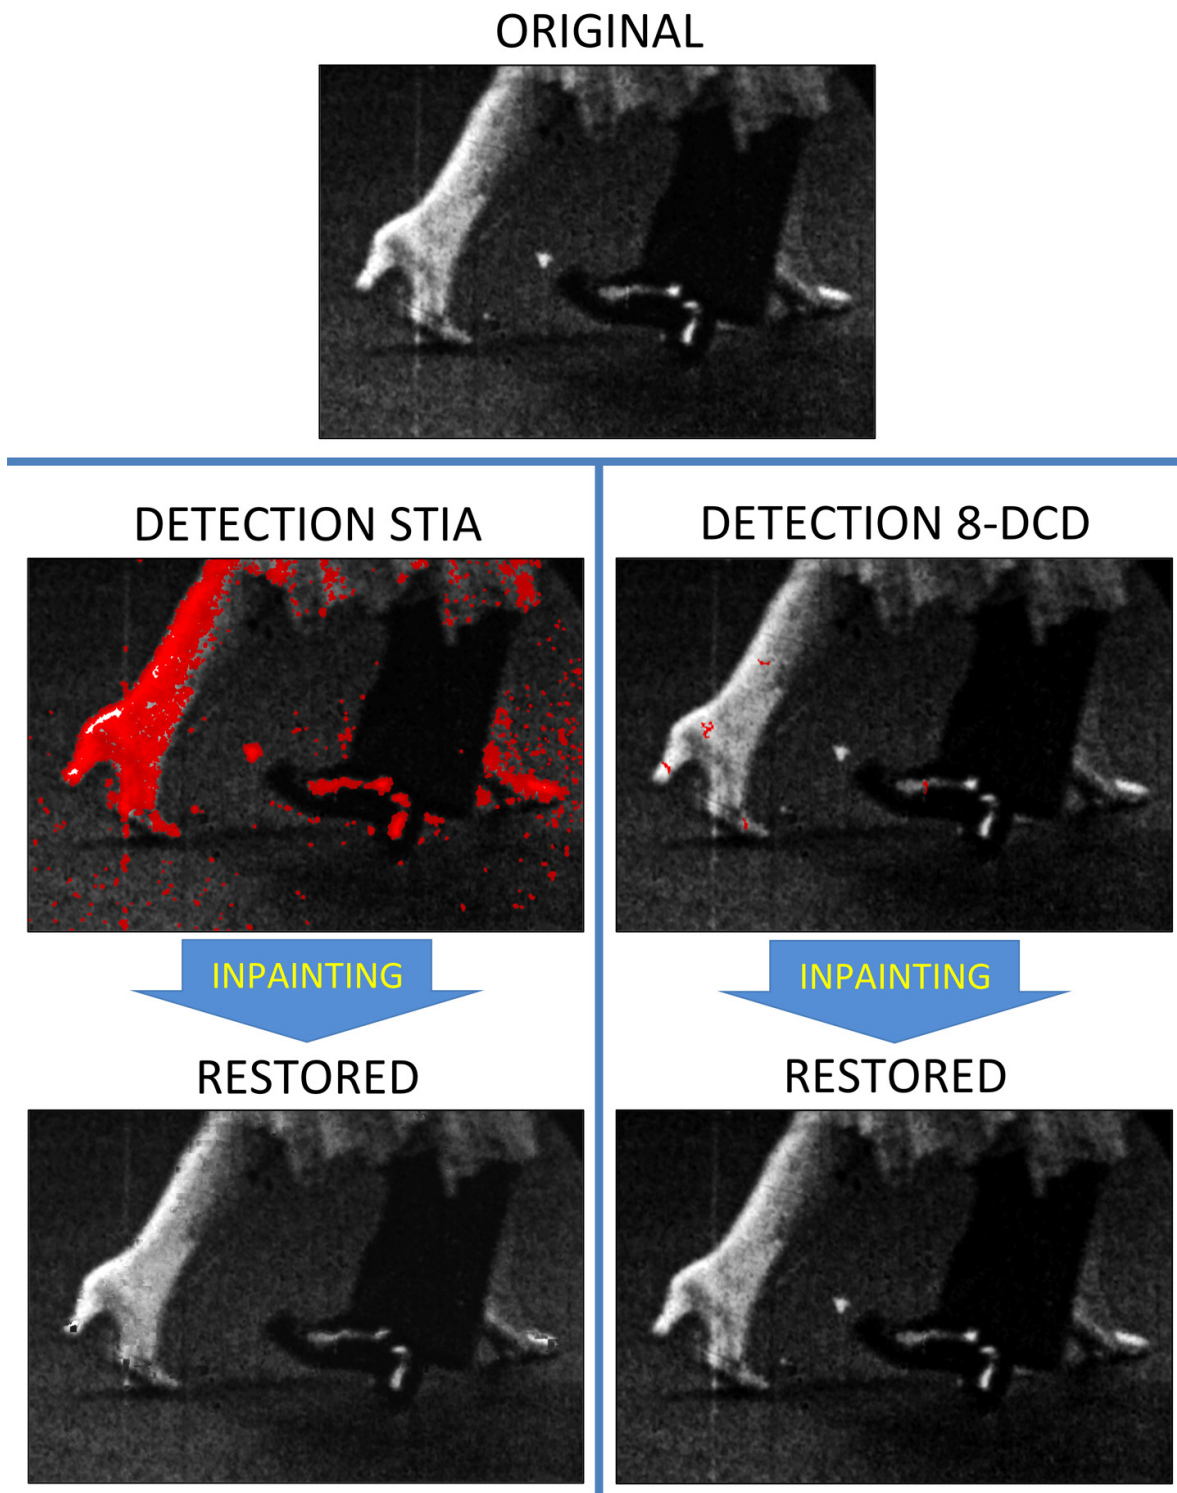 ORIGINAL
DETECTION STIA
DETECTION 8-DCD
INPAINTING
INPAINTING
RESTORED
RESTORED